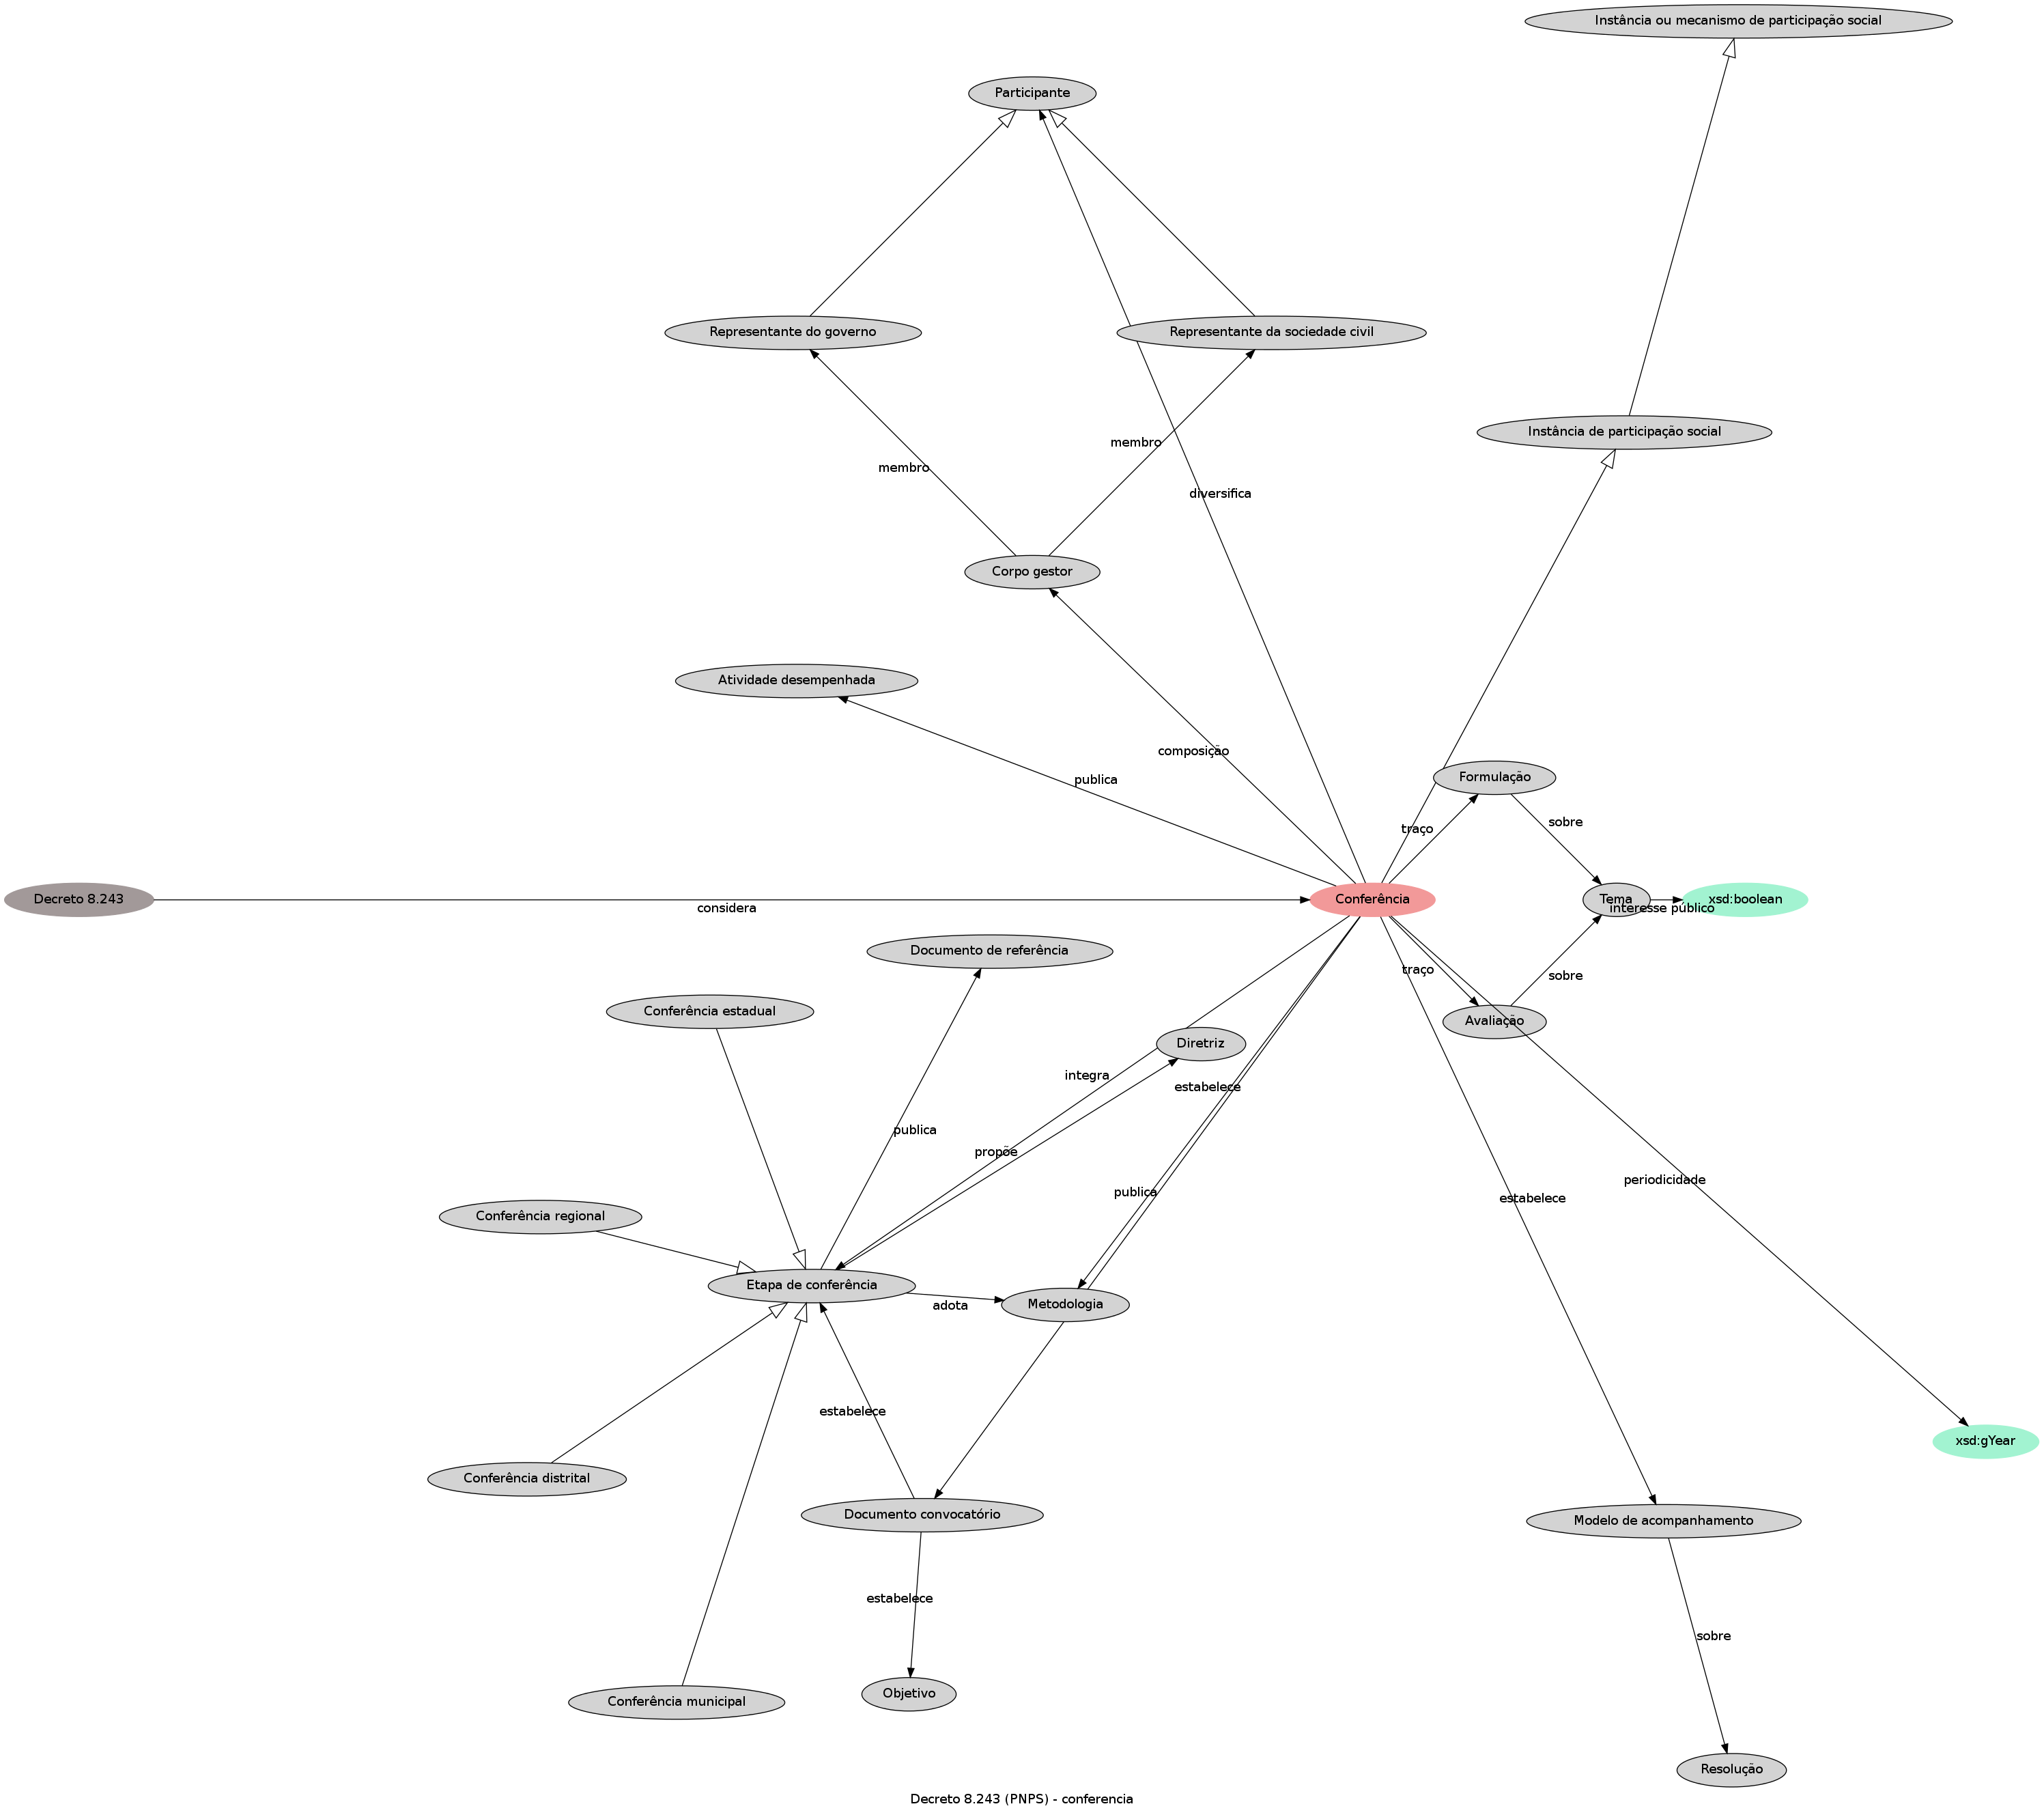 Instância ou mecanismo de participação social
Participante
Representante do governo
Representante da sociedade civil
Instância de participação social
membro
membro
diversifica
Corpo gestor
Atividade desempenhada
composição
publica
Formulação
traço
sobre
Decreto 8.243
considera
Conferência
Tema
interesse público
xsd:boolean
Documento de referência
traço
sobre
Conferência estadual
Avaliação
Diretriz
integra
estabelece
publica
propõe
periodicidade
publica
estabelece
Conferência regional
Etapa de conferência
adota
Metodologia
estabelece
xsd:gYear
Conferência distrital
Documento convocatório
Modelo de acompanhamento
estabelece
sobre
Objetivo
Conferência municipal
Resolução
Decreto 8.243 (PNPS) - conferencia